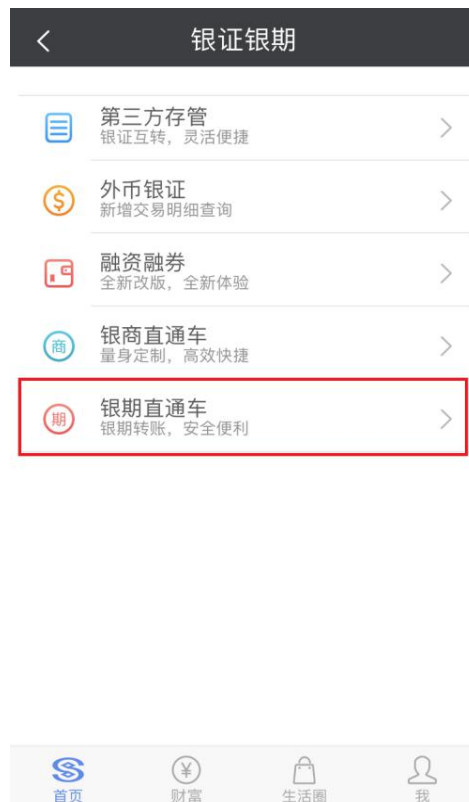 银证银期
第三方存管
银证互转，灵活便捷
外币银证
新增交易明细查询
融资融券
全新改版，全新体验
商
银商直通车
量身定制，高效快捷
期
银期直通车
银期转账，安全便利
首页
财富
生活圈
我